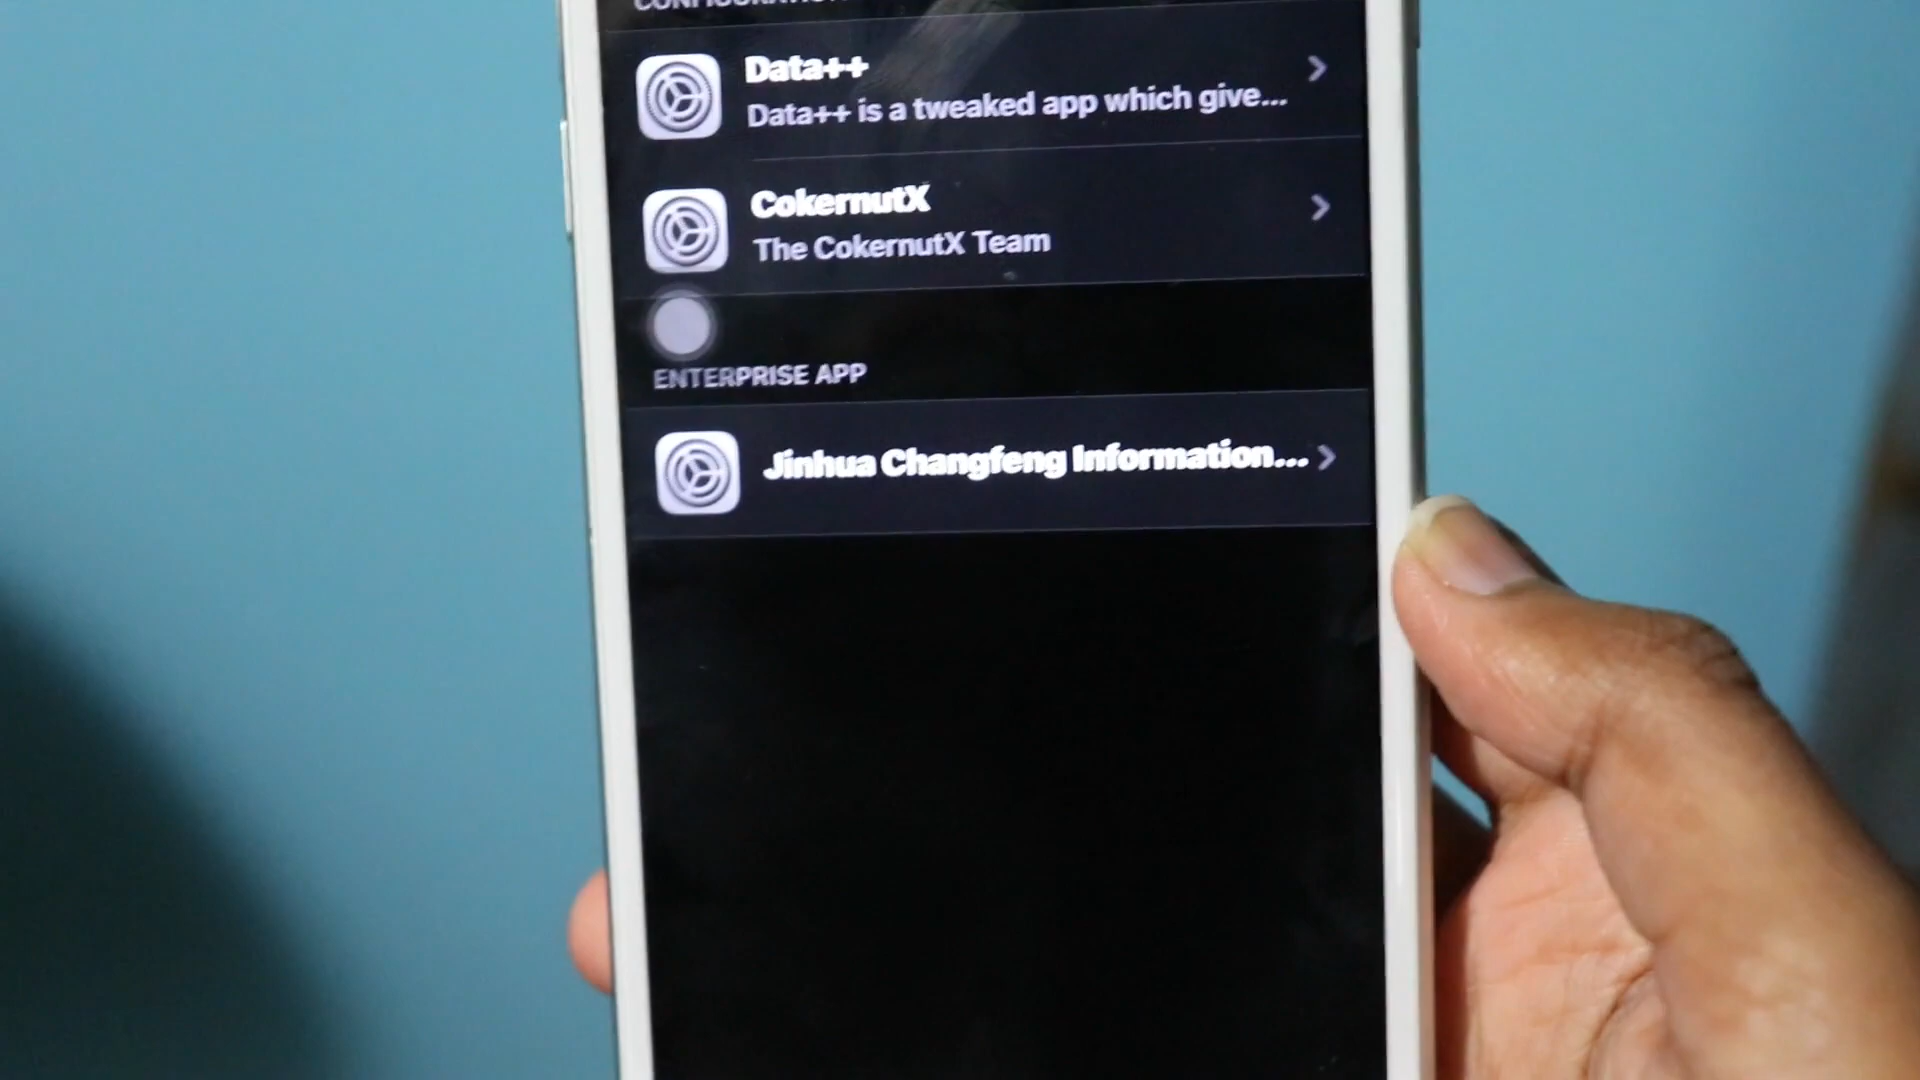 Data++
Data++ is a tweaked app which give...
CokernutX
The CokernutX Team
ENTERPRISE APP
Jinhua Changfeng Information...